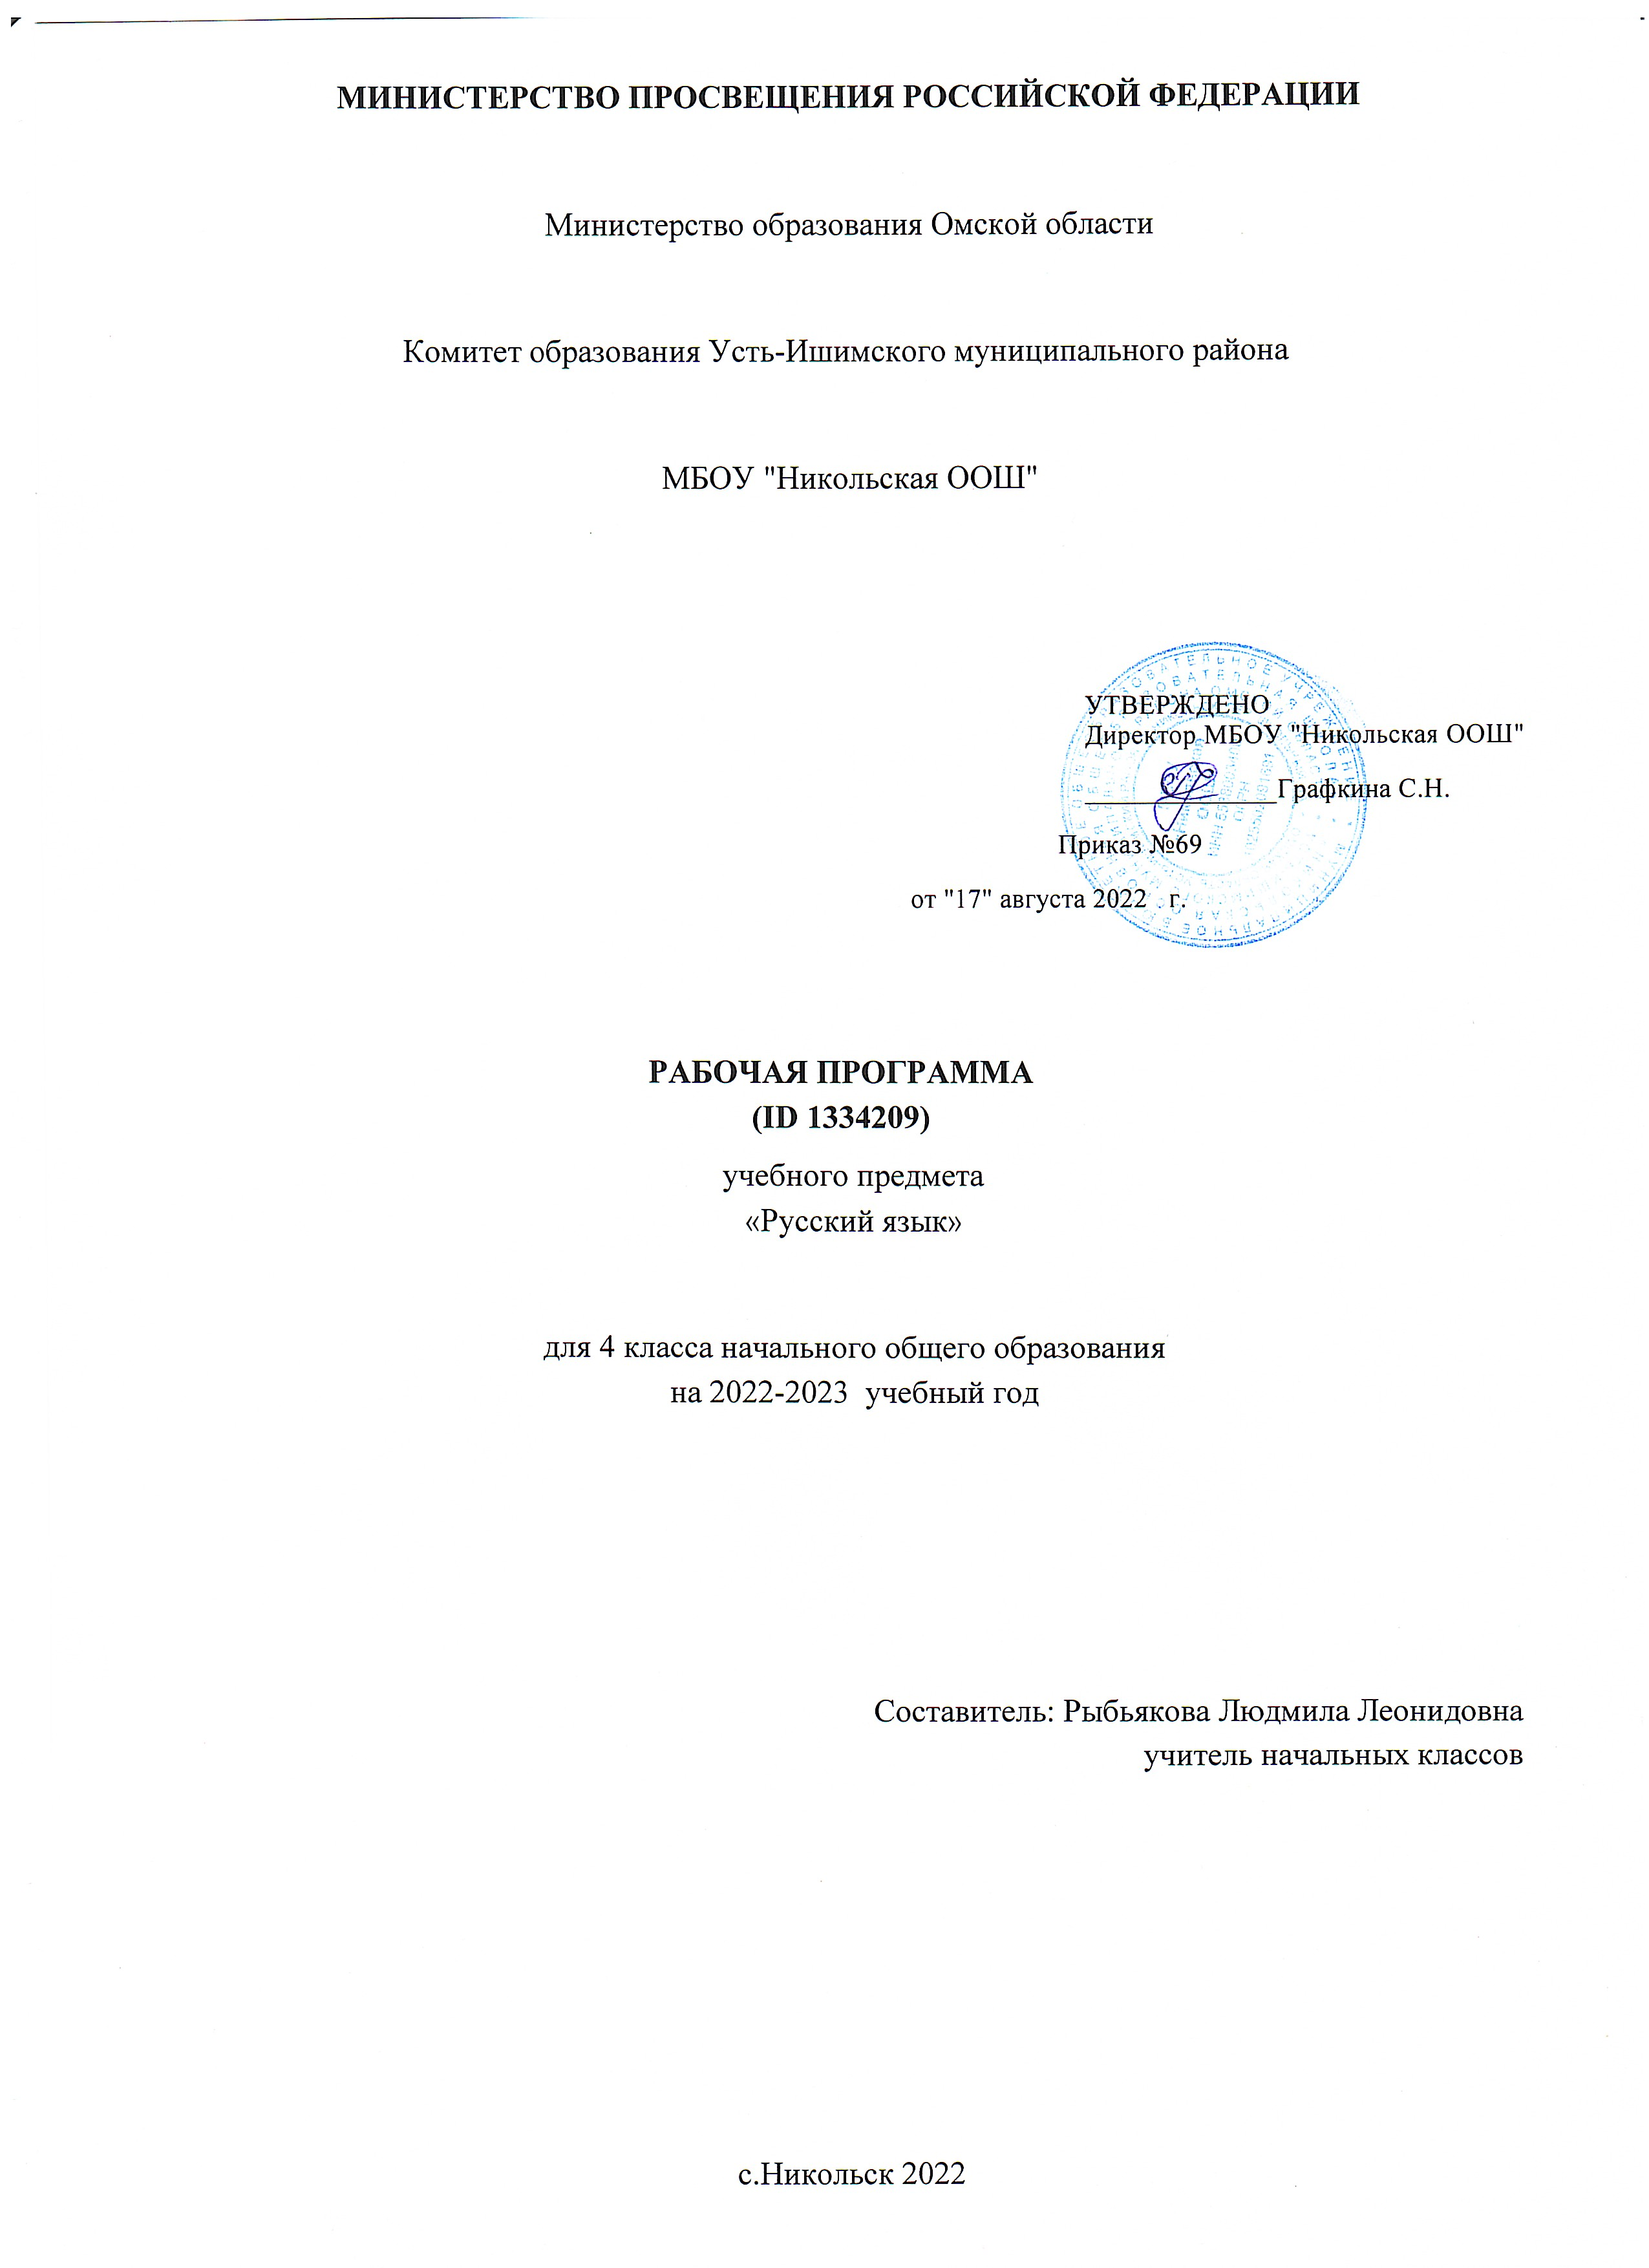 МИНИСТЕРСТВО ПРОСВЕЩЕНИЯ РОССИЙСКОЙ ФЕДЕРАЦИИ
Министерство образования Омской области
Комитет образования Усть-Ишимского муниципального района
МБОУ "Никольская ООШ"
УТВЕРЖДЕНО
Директор МБОУ "Никольская ООШ"
Графкина С.Н.
Приказ №69
от "17" августа 2022 г.
РАБОЧАЯ ПРОГРАММА
(ID 1334209)
учебного предмета
«Русский язык»
для 4 класса начального общего образования
на 2022-2023 учебный год
Составитель: Рыбьякова Людмила Леонидовна
учитель начальных классов
с.Никольск 2022